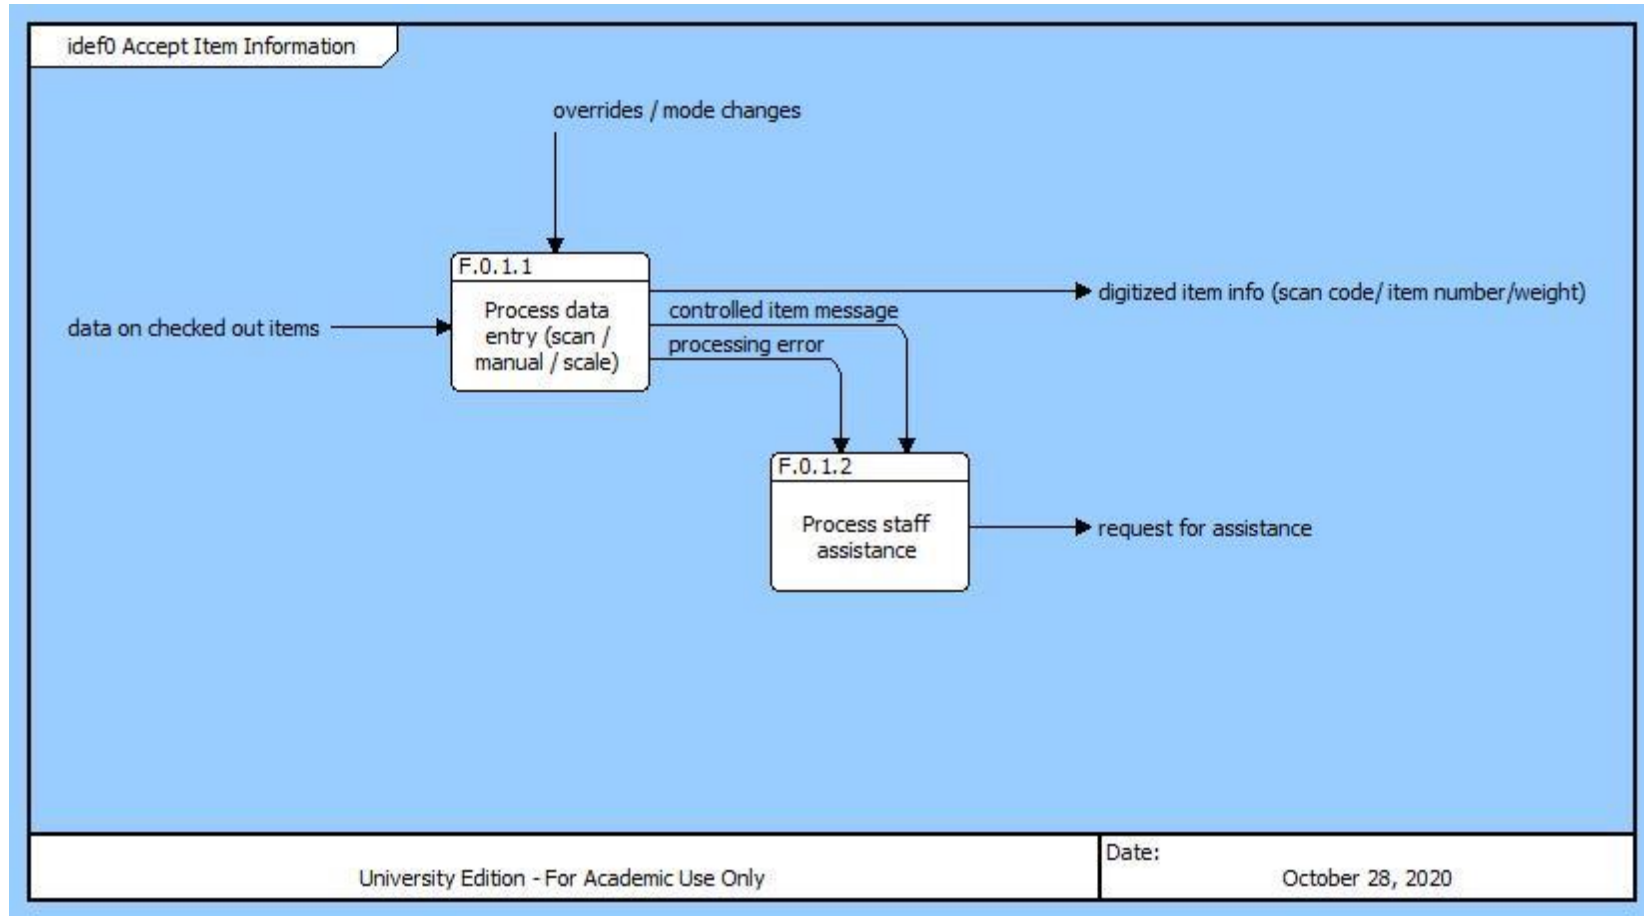 idef0 Accept Item Information
overrides / mode changes
F.0.1.1
Process data
entry (scan /
manual / scale)
data on checked out items
controlled item message
processing error
digitized item info (scan code/ item number/weight)
F.0.1.2
Process staff
assistance
request for assistance
University Edition - For Academic Use Only
Date:
October 28, 2020